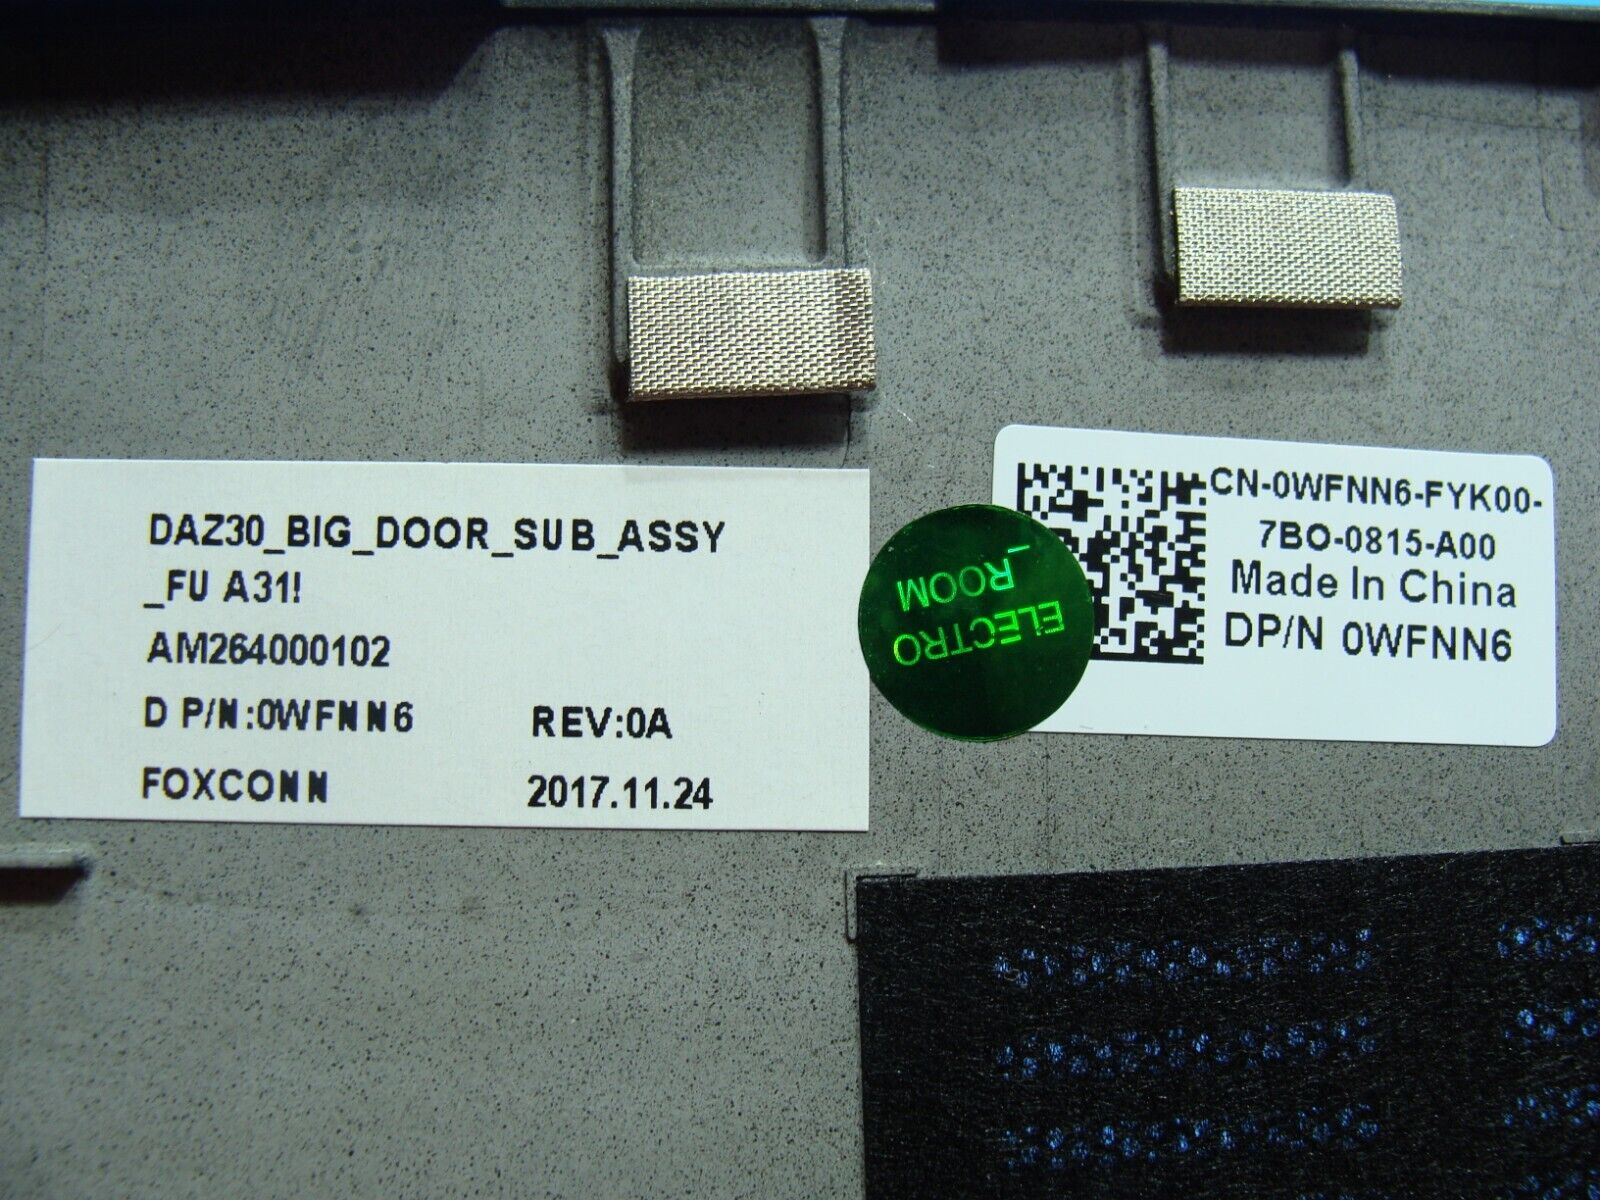 DAZ30_BIG_DOOR_SUB_ASSY
_FU A31!
AM264000102
D P/N:0WFNN6 REV:0A
FOXCONN 2017.11.24
ELECTRO
_ROOM
CN-0WFNN6-FYK00-
7BO-0815-A00
Made In China
DP/N 0WFNN6